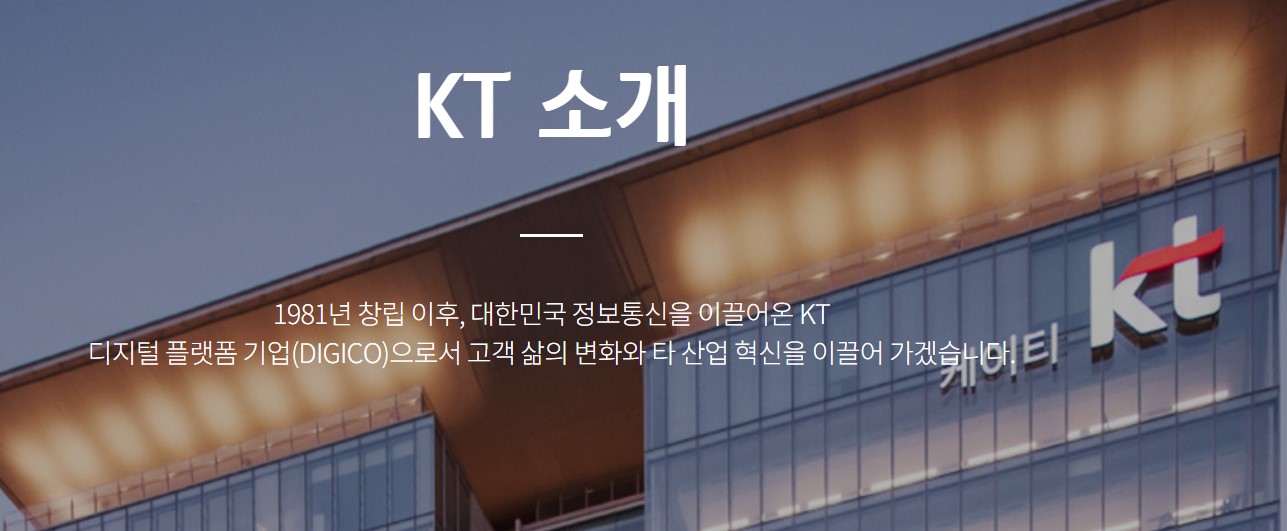 KT 소개
1981년 창립 이후, 대한민국 정보통신을 이끌어온 KT
디지털 플랫폼 기업(DIGICO)으로서 고객 삶의 변화와 타 산업 혁신을 이끌어 가겠습니다.
kt
케이티